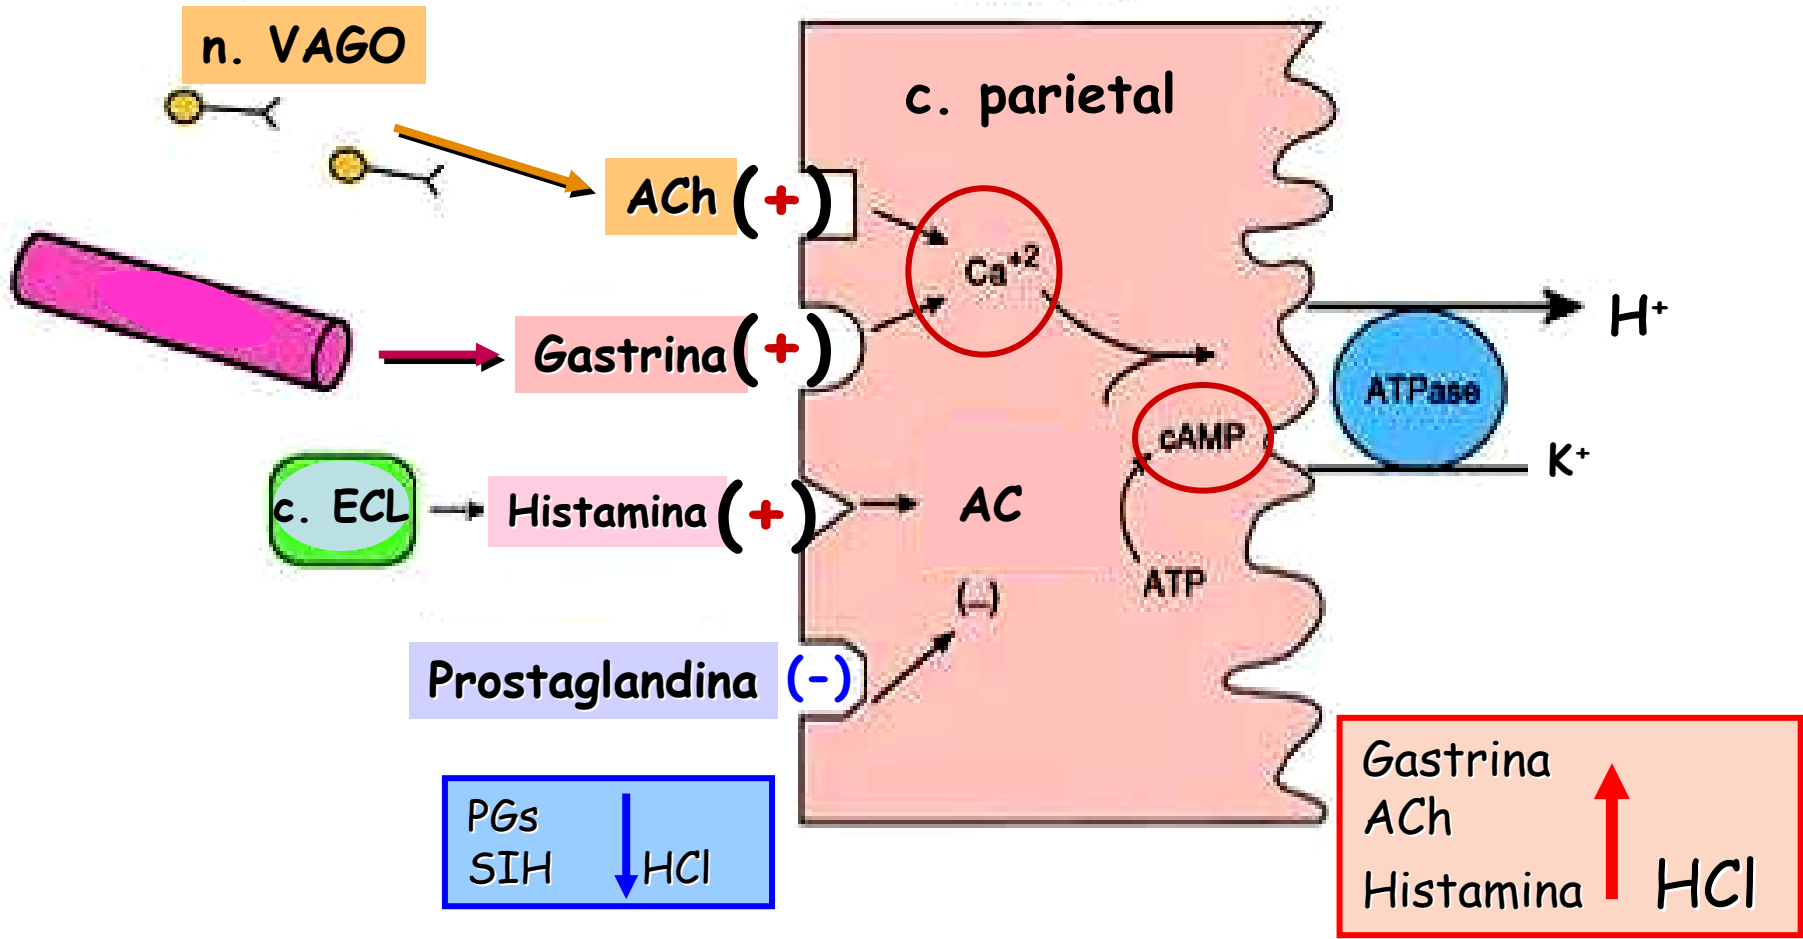 n. VAGO
c. parietal
ACh (+)
Ca+2
Gastrina (+)
H+
ATPase
K+
cAMP
c. ECL
Histamina (+)
AC
ATP
(-)
Prostaglandina (-)
PGs
SIH HCl
Gastrina
ACh
Histamina HCl